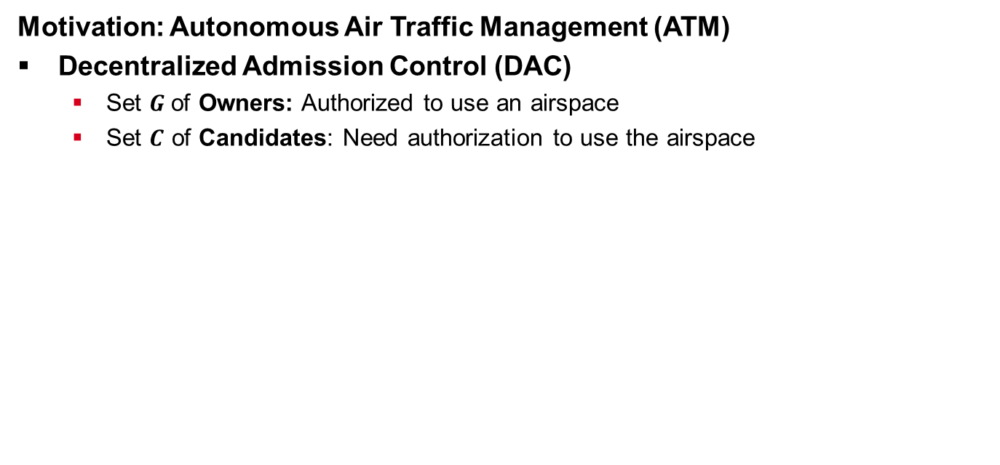 Motivation: Autonomous Air Traffic Management (ATM)
▪ Decentralized Admission Control (DAC)
▪ Set G of Owners: Authorized to use an airspace
▪ Set C of Candidates: Need authorization to use the airspace